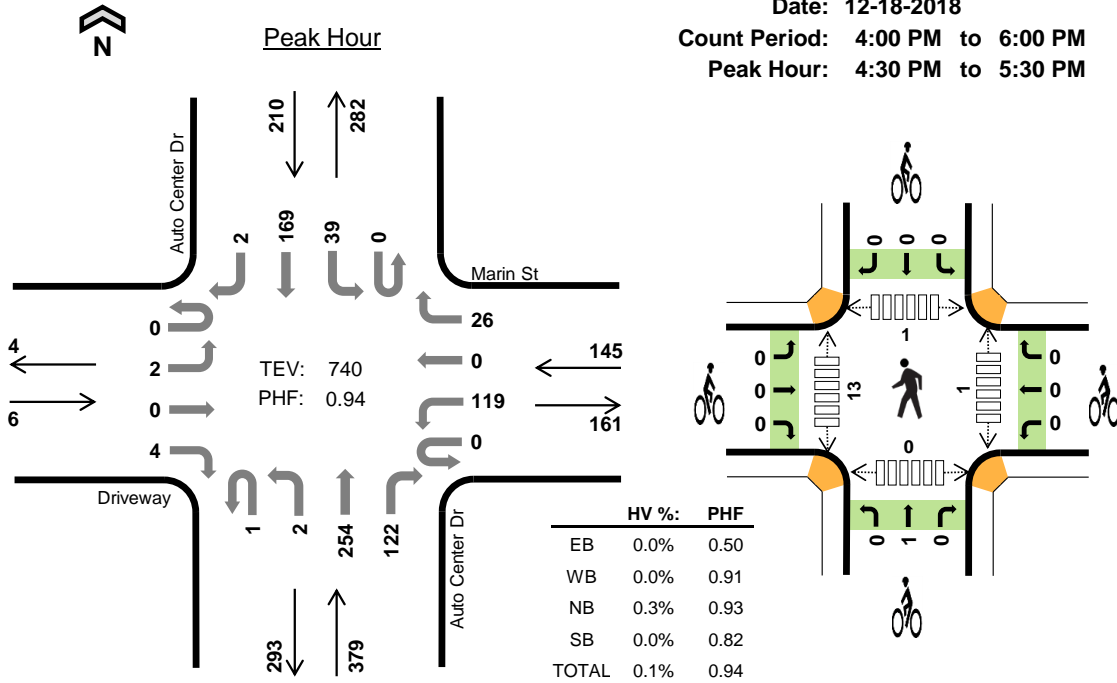 N
Peak Hour
Date: 12-18-2018
Count Period: 4:00 PM to 6:00 PM
Peak Hour: 4:30 PM to 5:30 PM
210
282
Auto Center Dr
2
169
39
0
Marin St
0
2
0
4
26
0
119
0
4
6
145
161
TEV: 740
PHF: 0.94
Driveway
1
2
254
122
Auto Center Dr
293
379
0
0
0
1
0
0
0
13
1
0
0
0
0
0
1
0
HV %: PHF
EB 0.0% 0.50
WB 0.0% 0.91
NB 0.3% 0.93
SB 0.0% 0.82
TOTAL 0.1% 0.94